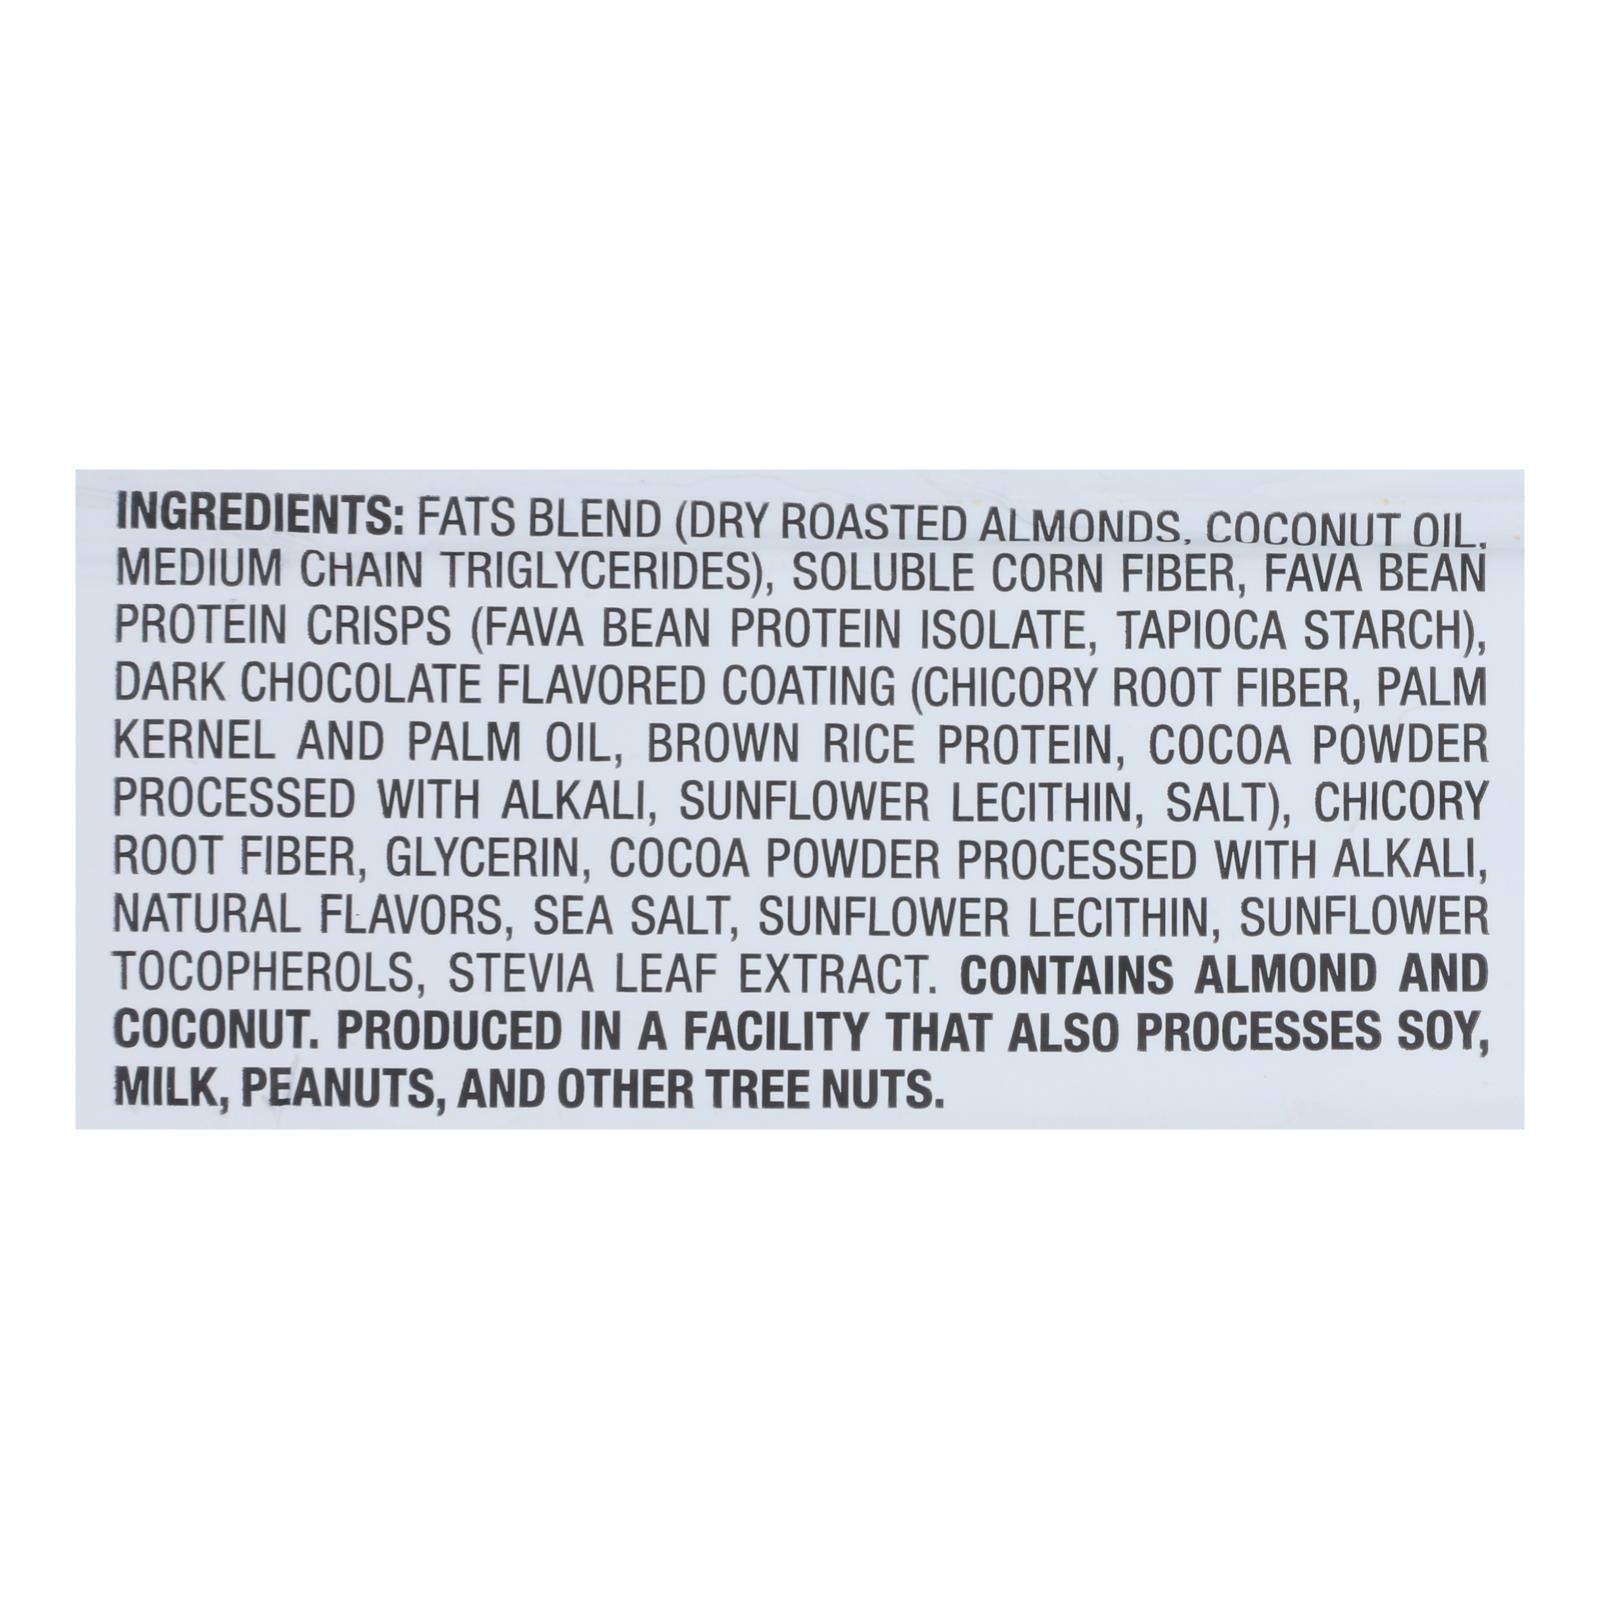 INGREDIENTS: FATS BLEND (DRY ROASTED ALMONDS, COCONUT OIL,
MEDIUM CHAIN TRIGLYCERIDES), SOLUBLE CORN FIBER, FAVA BEAN
PROTEIN CRISPS (FAVA BEAN PROTEIN ISOLATE, TAPIOCA STARCH),
DARK CHOCOLATE FLAVORED COATING (CHICORY ROOT FIBER, PALM
KERNEL AND PALM OIL, BROWN RICE PROTEIN, COCOA POWDER
PROCESSED WITH ALKALI, SUNFLOWER LECITHIN, SALT), CHICORY
ROOT FIBER, GLYCERIN, COCOA POWDER PROCESSED WITH ALKALI,
NATURAL FLAVORS, SEA SALT, SUNFLOWER LECITHIN, SUNFLOWER
TOCOPHEROLS, STEVIA LEAF EXTRACT. CONTAINS ALMOND AND
COCONUT. PRODUCED IN A FACILITY THAT ALSO PROCESSES SOY,
MILK, PEANUTS, AND OTHER TREE NUTS.